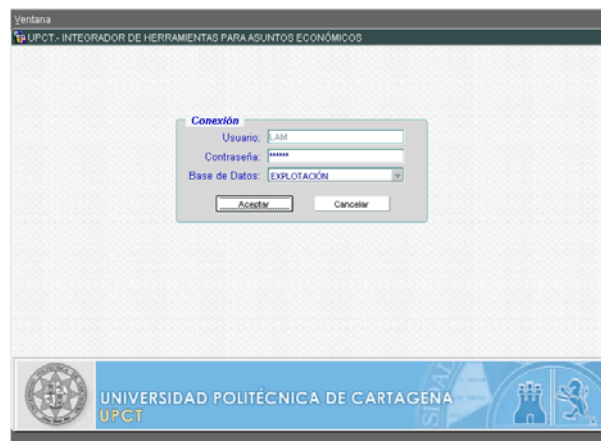 Ventana
UPCT.- INTEGRADOR DE HERRAMIENTAS PARA ASUNTOS ECONÓMICOS
Conexión
Usuario: LAM
Contraseña: ******
Base de Datos: EXPLOTACIÓN
Aceptar Cancelar
UNIVERSIDAD POLITÉCNICA DE CARTAGENA
UPCT